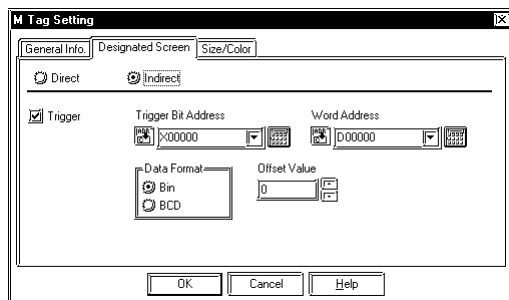 M Tag Setting
General Info. Designated Screen Size/Color
Direct Indirect
Trigger Trigger Bit Address Word Address
X00000 D00000
Data Format Offset Value
Bin 0
BCD
OK Cancel Help